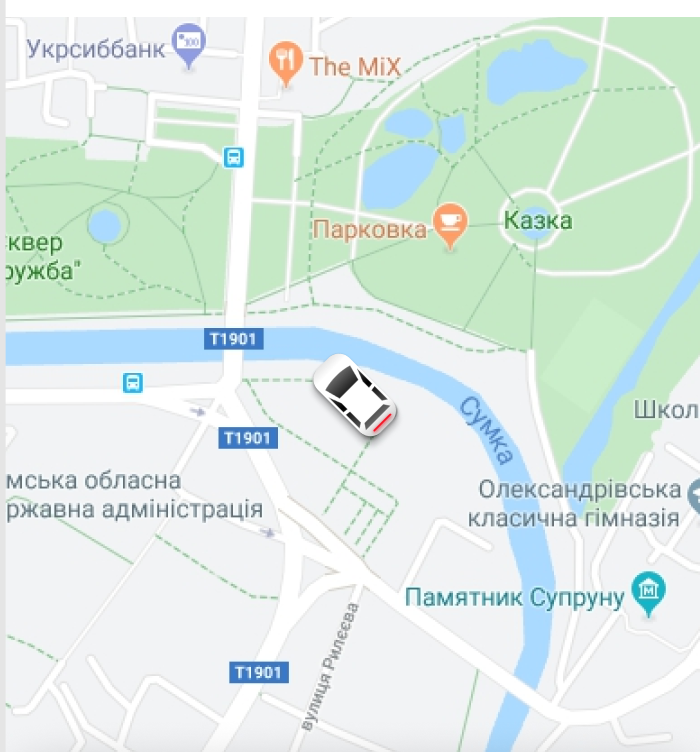 Укрсиббанк
The MiX
Парковка
Казка
сквер
ружба"
T1901
T1901
Сумка
Школ
мська обласна
ржавна адміністрація
Олександрівська
класична гімназія
Памятник Супруну
вулиця Рилєєва
T1901